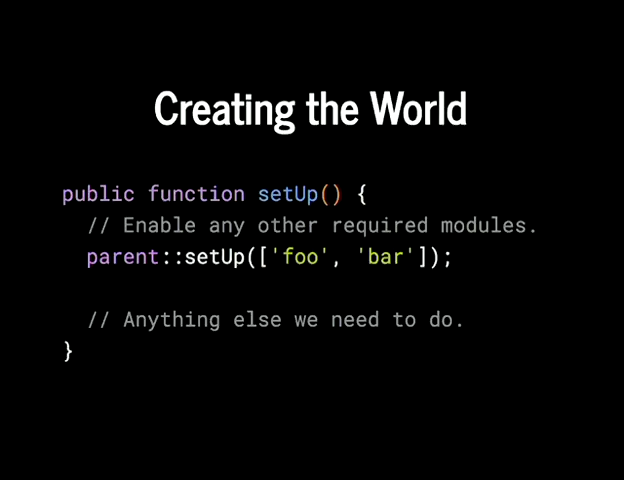 Creating the World
public function setUp() {
// Enable any other required modules.
parent::setUp(['foo', 'bar']);
// Anything else we need to do.
}